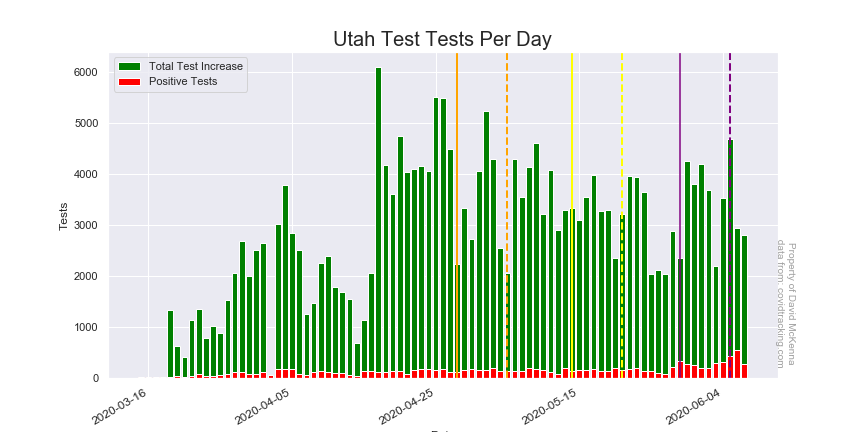 Utah Test Tests Per Day
Total Test Increase
Positive Tests
6000
5000
4000
3000
2000
1000
0
Tests
2020-03-16
2020-04-05
2020-04-25
2020-05-15
2020-06-04
Property of David McKenna
data from: covidtracking.com